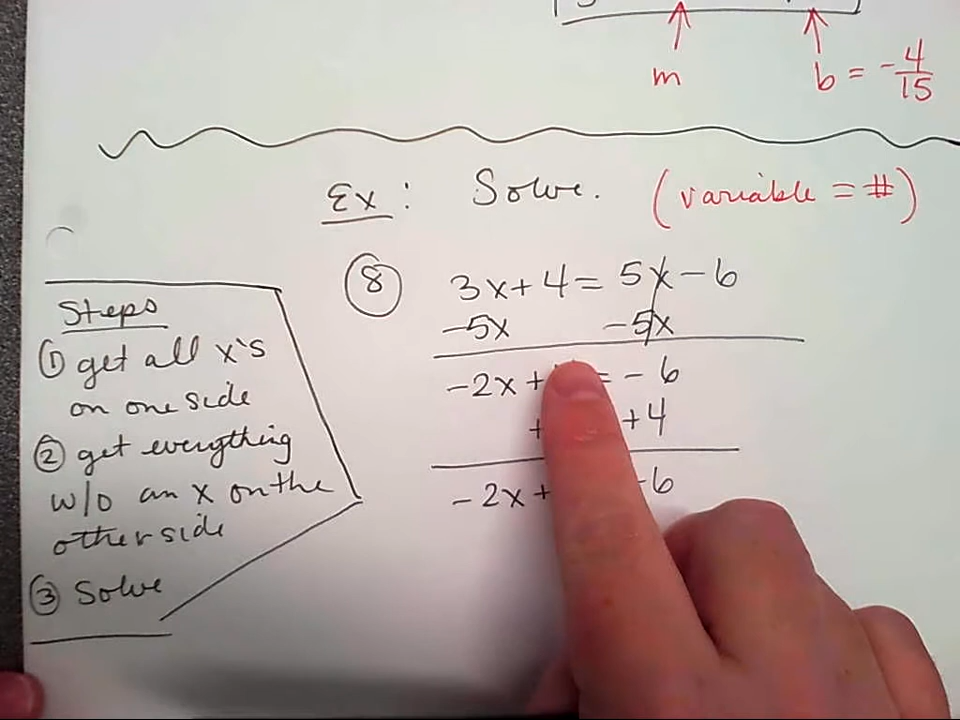 m
b = -4/15
Ex: Solve. (variable = #)
8 3x+4= 5x-6
-5x -5x
-2x+ = -6
+ +4
-2x+ -6
Steps
1 get all x's
on one side
2 get everything
w/o an x on the
other side
3 Solve